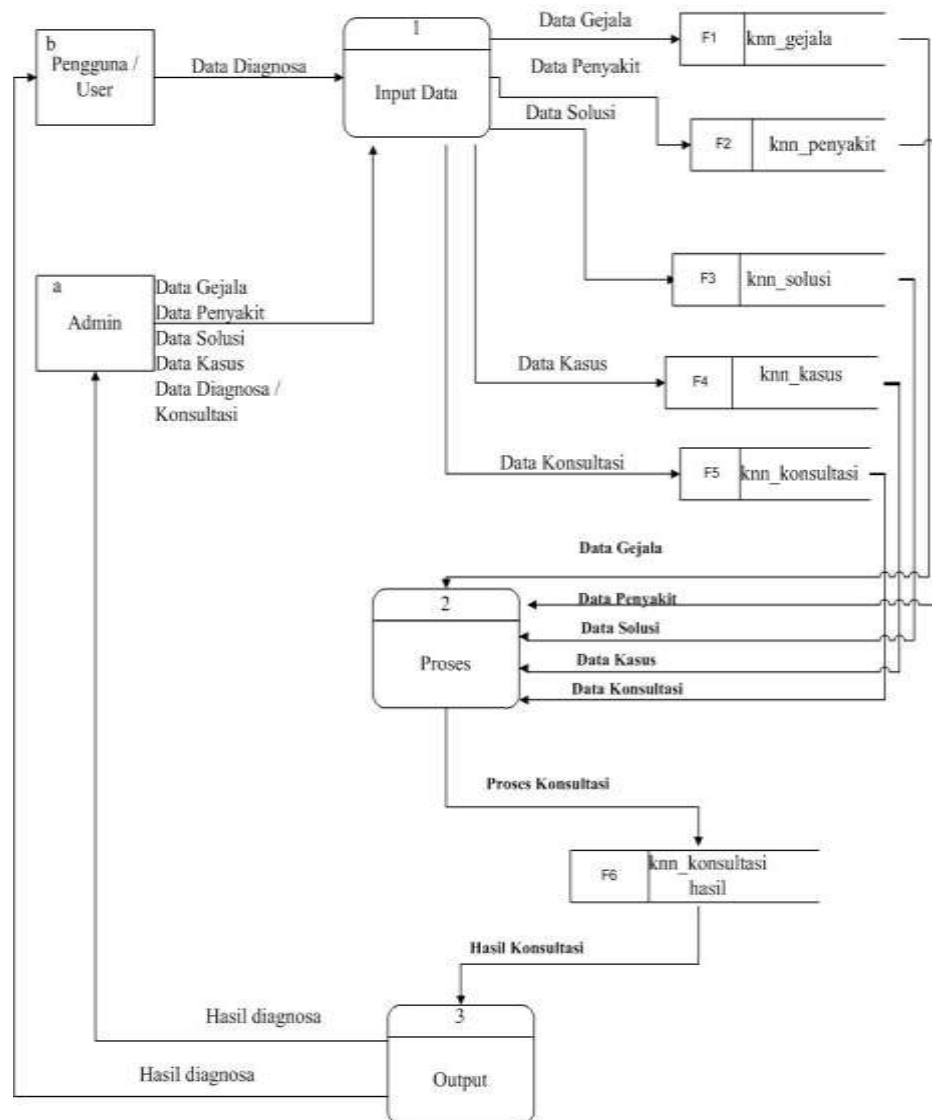 b
Pengguna /
User
Data Diagnosa
1
Input Data
Data Gejala
Data Penyakit
Data Solusi
F1
knn_gejala
F2
knn_penyakit
F3
knn_solusi
a
Admin
Data Gejala
Data Penyakit
Data Solusi
Data Kasus
Data Diagnosa /
Konsultasi
Data Kasus
F4
knn_kasus
Data Konsultasi
F5
knn_konsultasi
Data Gejala
Data Penyakit
Data Solusi
Data Kasus
Data Konsultasi
2
Proses
Proses Konsultasi
F6
knn_konsultasi
hasil
Hasil Konsultasi
3
Output
Hasil diagnosa
Hasil diagnosa